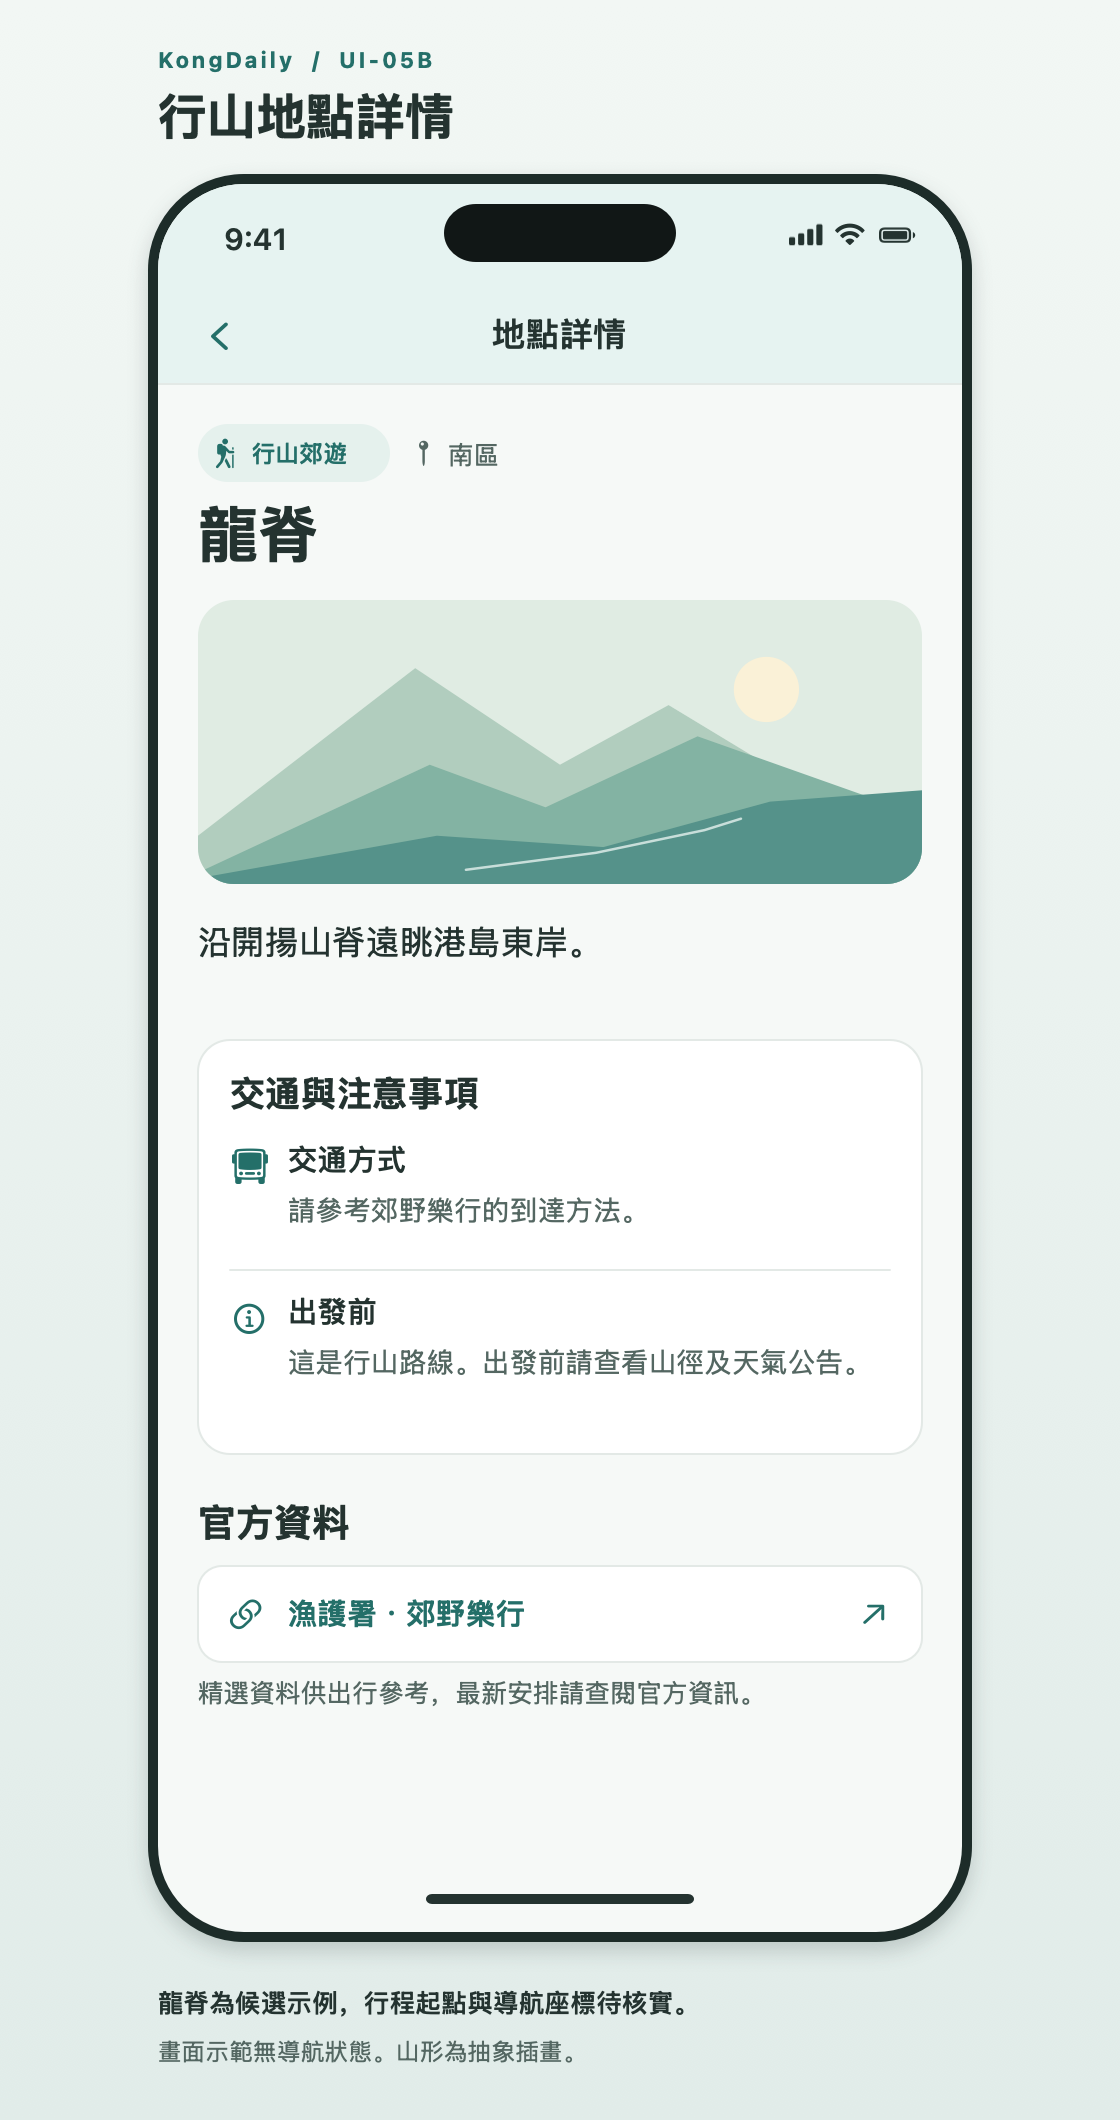 KongDaily / UI-05B
行山地點詳情
9:41
地點詳情
行山郊遊
南區
龍脊
沿開揚山脊遠眺港島東岸。
交通與注意事項
交通方式
請參考郊野樂行的到達方法。
出發前
這是行山路線。出發前請查看山徑及天氣公告。
官方資料
漁護署 · 郊野樂行
精選資料供出行參考，最新安排請查閱官方資訊。
龍脊為候選示例，行程起點與導航座標待核實。
畫面示範無導航狀態。山形為抽象插畫。